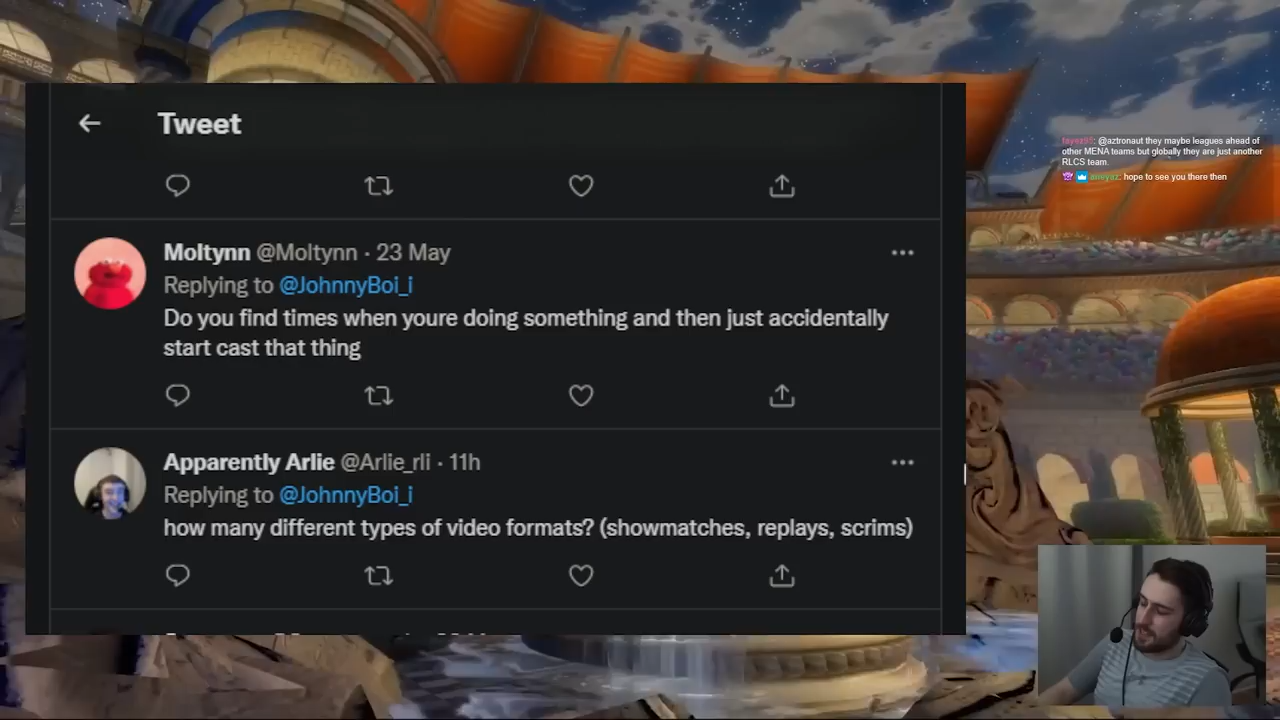 Tweet
Moltynn @Moltynn · 23 May
Replying to @JohnnyBoi_i
Do you find times when youre doing something and then just accidentally
start cast that thing
Apparently Arlie @Arlie_rli · 11h
Replying to @JohnnyBoi_i
how many different types of video formats? (showmatches, replays, scrims)
@aztronaut they maybe leagues ahead of
other MENA teams but globally they are just another
RLCS team.
hope to see you there then